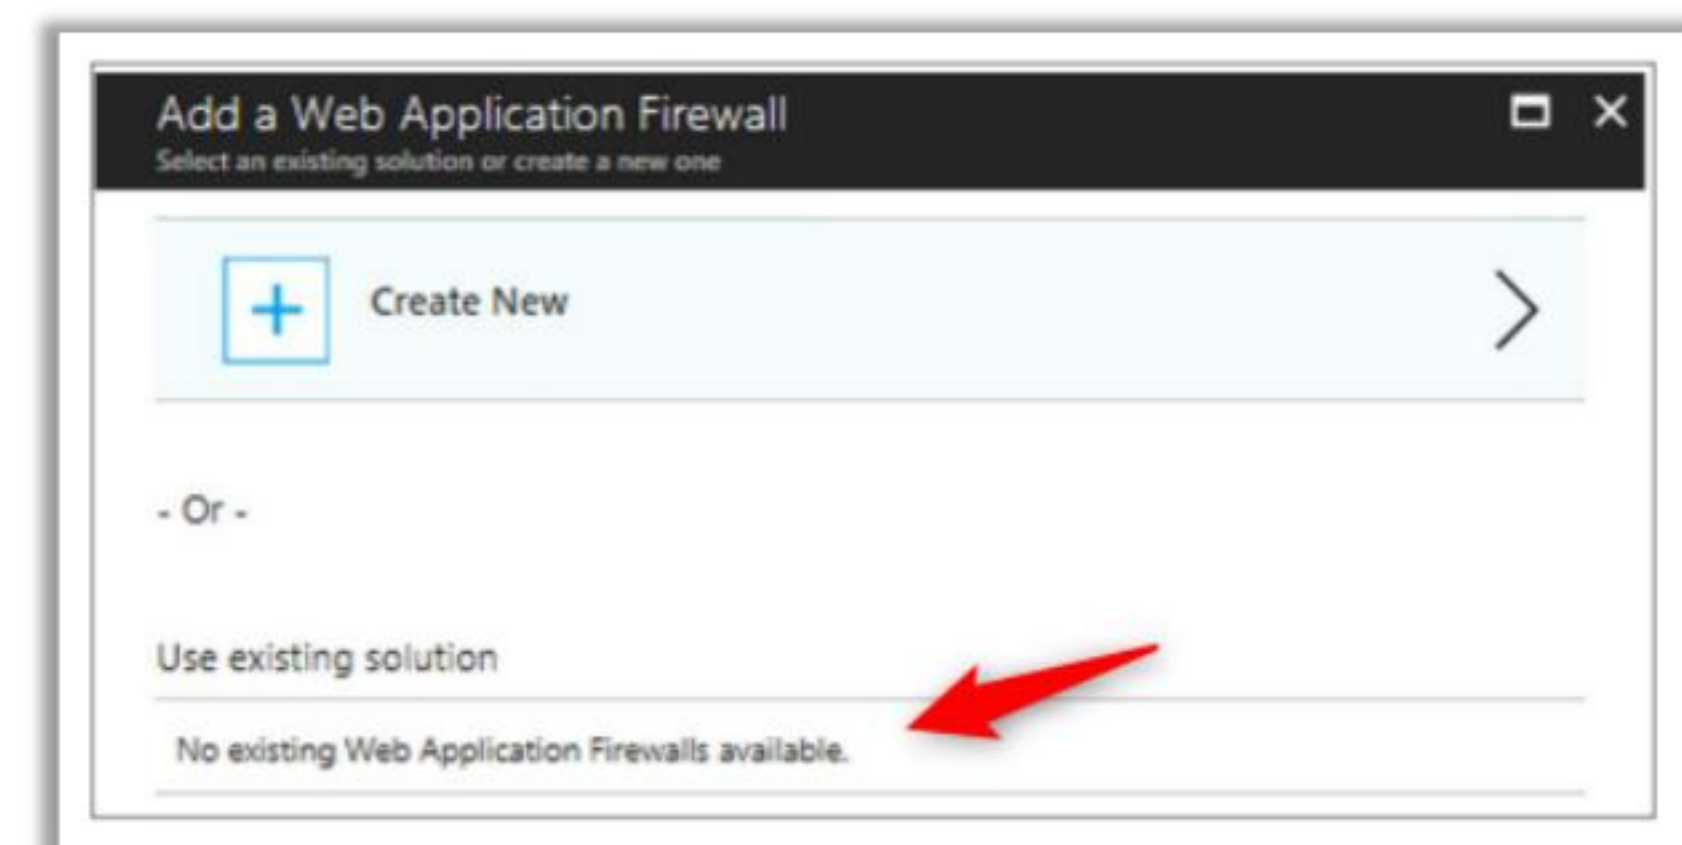 Add a Web Application Firewall
Select an existing solution or create a new one
Create New
- Or -
Use existing solution
No existing Web Application Firewalls available.